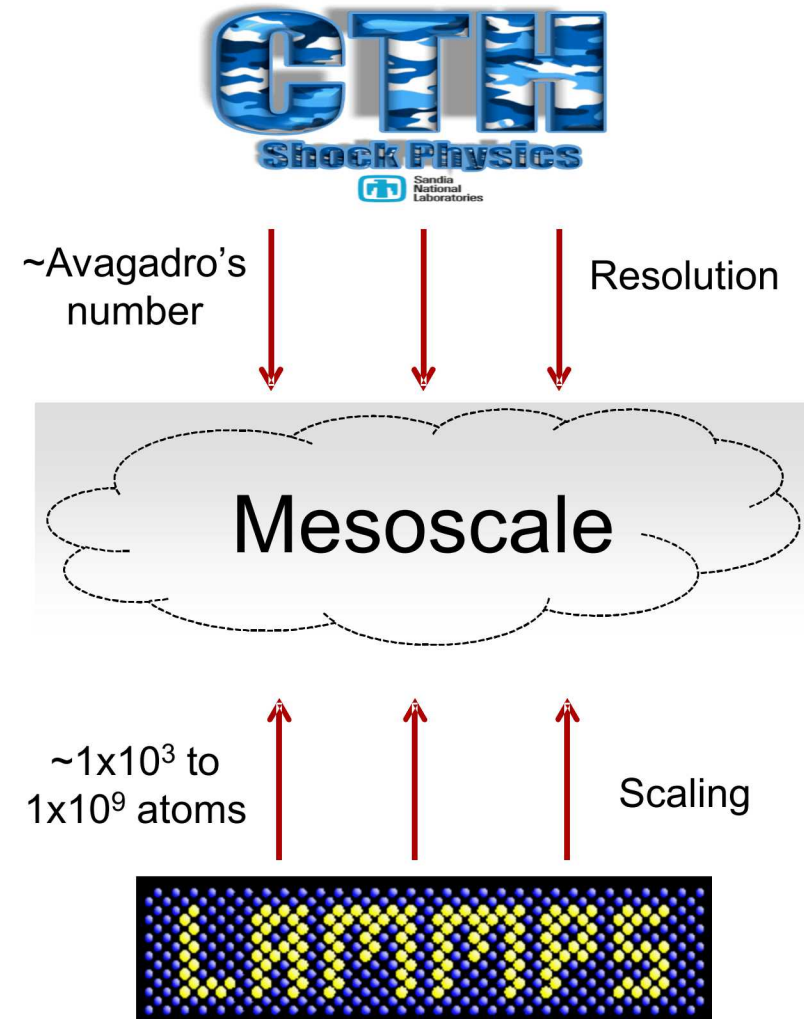 CTH
Shock Physics
Sandia
National
Laboratories
~Avagadro’s
number
Resolution
Mesoscale
~1x10³ to
1x10⁹ atoms
Scaling
LAMMPS